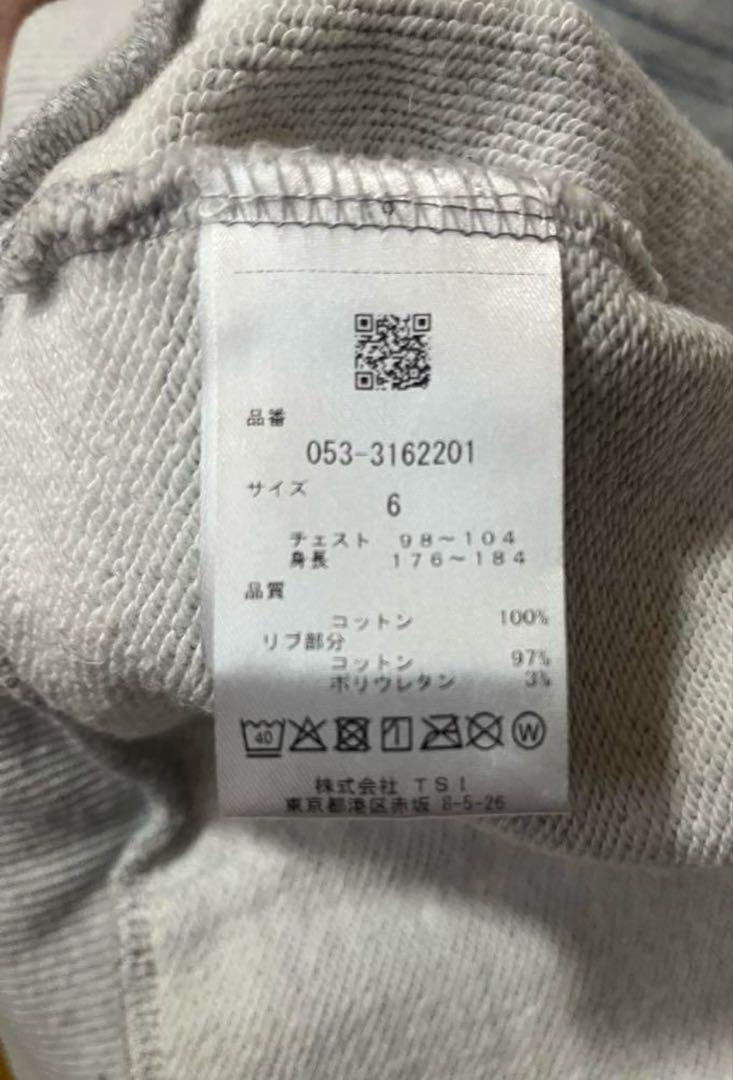 品番
053-3162201
サイズ
6
チェスト 98～104
身長 176～184
品質
コットン 100%
リブ部分
コットン 97%
ポリウレタン 3%
40 W
株式会社 TSI
東京都港区赤坂 8-5-26